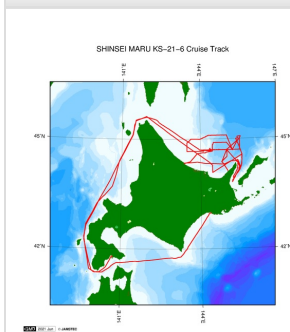 SHINSEI MARU KS-21-6 Cruise Track
141˚E 144˚E 147˚E
45˚N 45˚N
42˚N 42˚N
141˚E 144˚E
GMT 2021 Jun © JAMSTEC